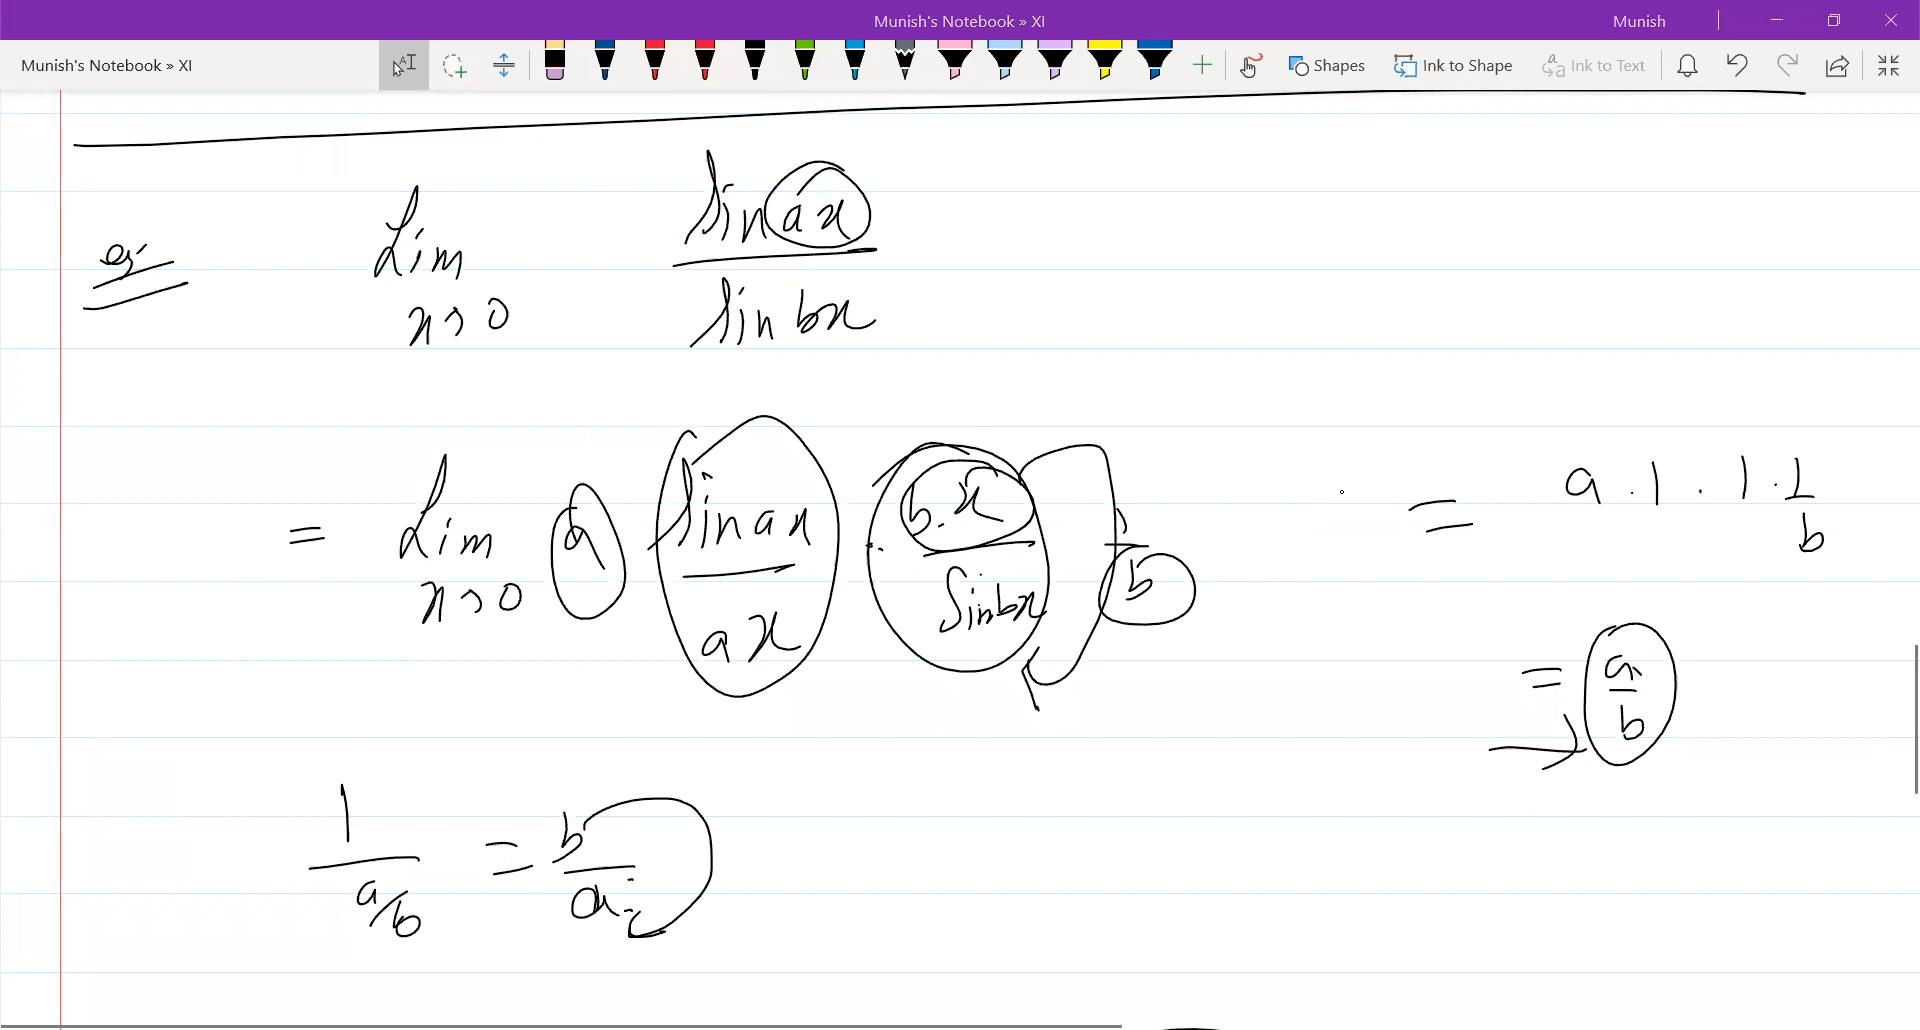 Munish's Notebook » XI
Munish
Munish's Notebook » XI
Shapes
Ink to Shape
Ink to Text
eg
Lim x→0 sin ax / sin bx
= Lim x→0 a sin ax / ax . b.x / sin bx . 1 / b
= a . 1 . 1 . 1 / b
= a / b
1 / a/b = b / a